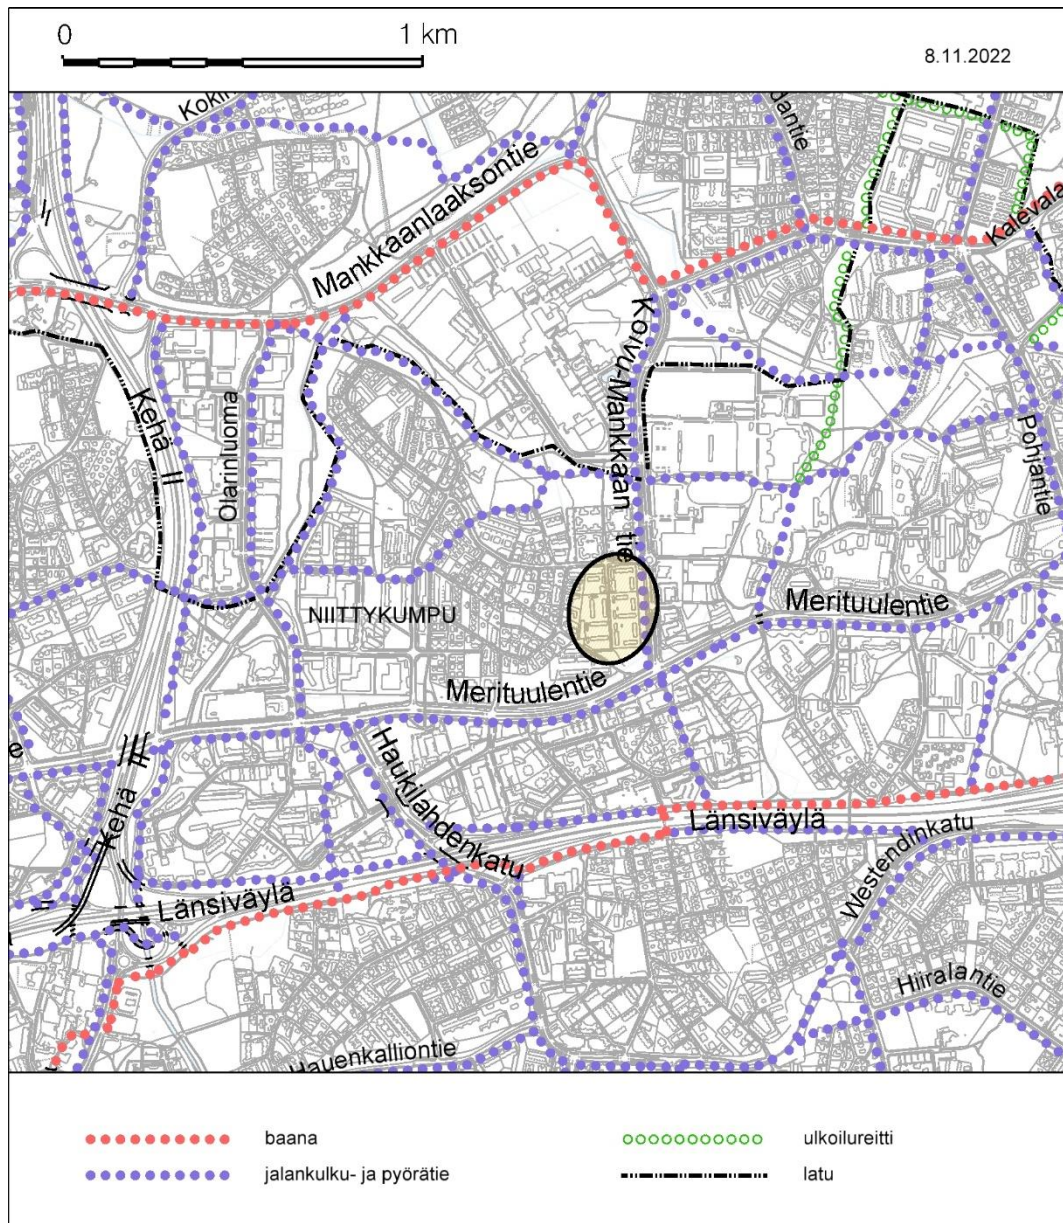 0 1 km
8.11.2022
Mankkaanlaaksontie
Koivu-Mankkaan tie
Kehä II
Olarinluoma
Pohjantie
NIITTYKUMPU
Merituulentie
Merituulentie
Haukilahdenkatu
Kehä
Länsiväylä
Länsiväylä
Westendinkatu
Hiiralantie
Hauenkalliontie
baana
jalankulku- ja pyörätie
ulkoilureitti
latu